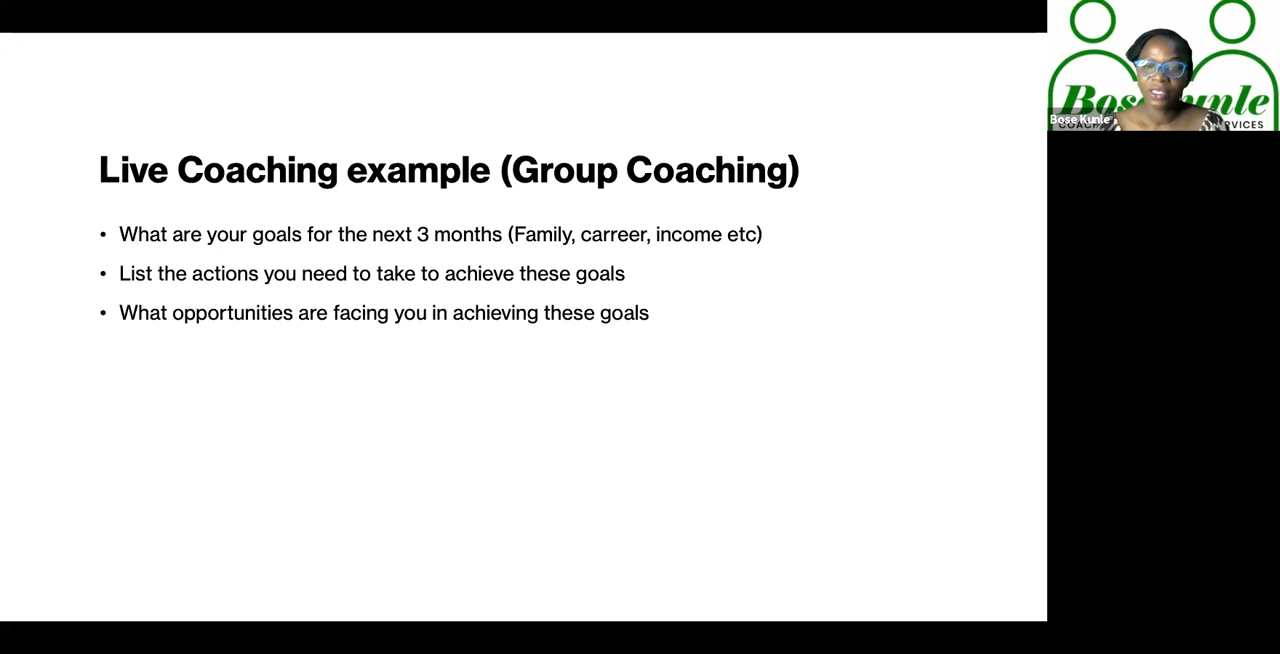 Live Coaching example (Group Coaching)
• What are your goals for the next 3 months (Family, carreer, income etc)
• List the actions you need to take to achieve these goals
• What opportunities are facing you in achieving these goals
Bose Kunle